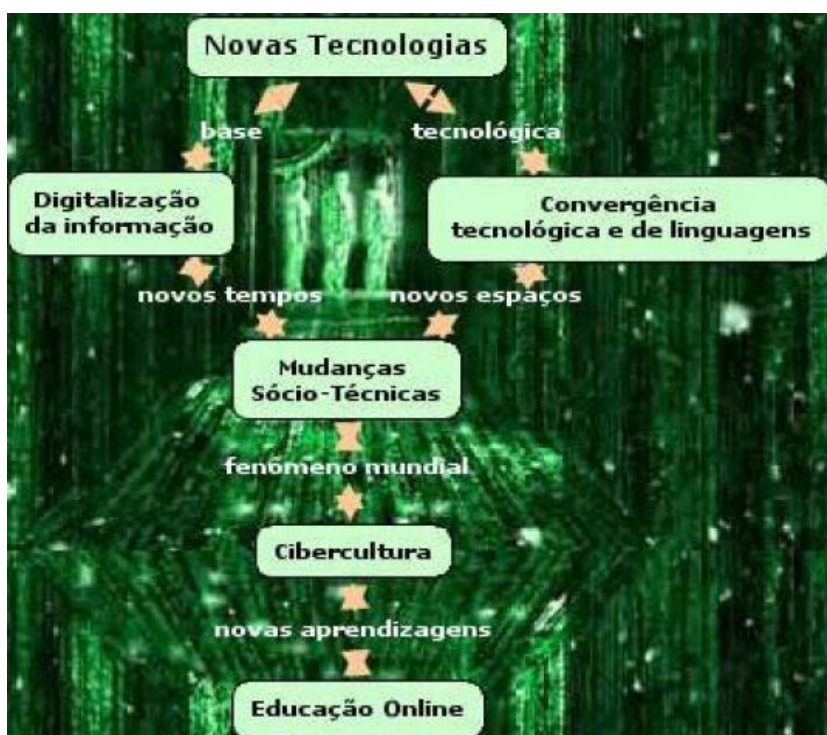 Novas Tecnologias
base
tecnológica
Digitalização
da informação
Convergência
tecnológica e de linguagens
novos tempos
novos espaços
Mudanças
Sócio-Técnicas
fenômeno mundial
Cibercultura
novas aprendizagens
Educação Online